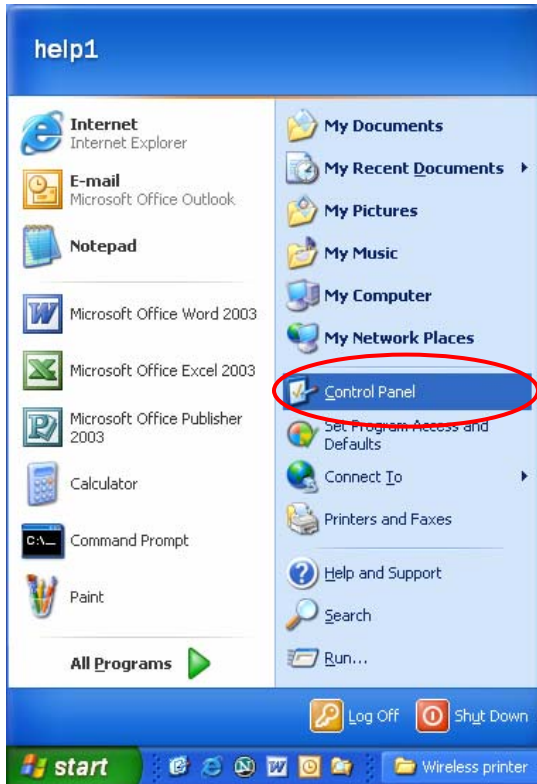 help1
Internet
Internet Explorer
E-mail
Microsoft Office Outlook
Notepad
Microsoft Office Word 2003
Microsoft Office Excel 2003
Microsoft Office Publisher
2003
Calculator
C:\_
Command Prompt
Paint
All Programs
My Documents
My Recent Documents
My Pictures
My Music
My Computer
My Network Places
Control Panel
Set Program Access and
Defaults
Connect To
Printers and Faxes
Help and Support
Search
Run...
Log Off
Shut Down
start
Wireless printer